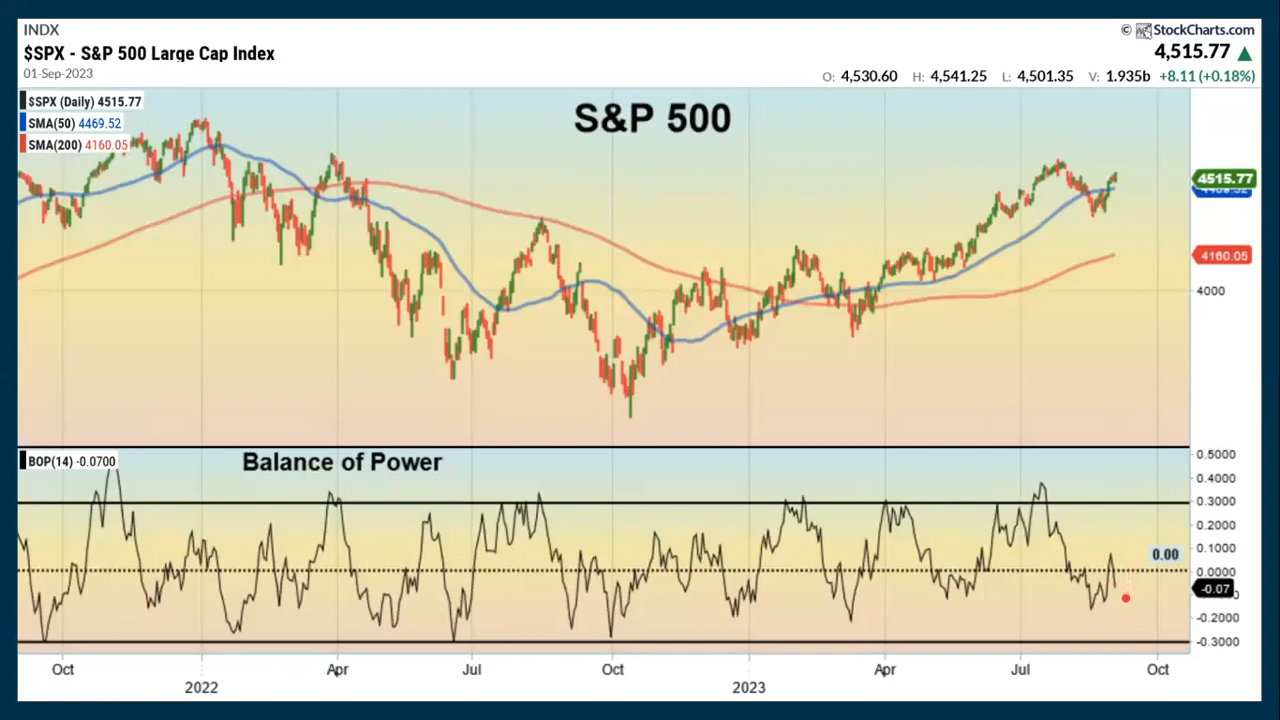 INDX
© StockCharts.com
$SPX - S&P 500 Large Cap Index
4,515.77
01-Sep-2023
O: 4,530.60 H: 4,541.25 L: 4,501.35 V: 1.935b +8.11 (+0.18%)
$SPX (Daily) 4515.77
SMA(50) 4469.52
SMA(200) 4160.05
S&P 500
4515.77
4160.05
4000
BOP(14) -0.0700
Balance of Power
0.5000
0.4000
0.3000
0.2000
0.1000
0.00
0.0000
-0.07
-0.2000
-0.3000
Oct Apr Jul Oct Apr Jul Oct
2022 2023